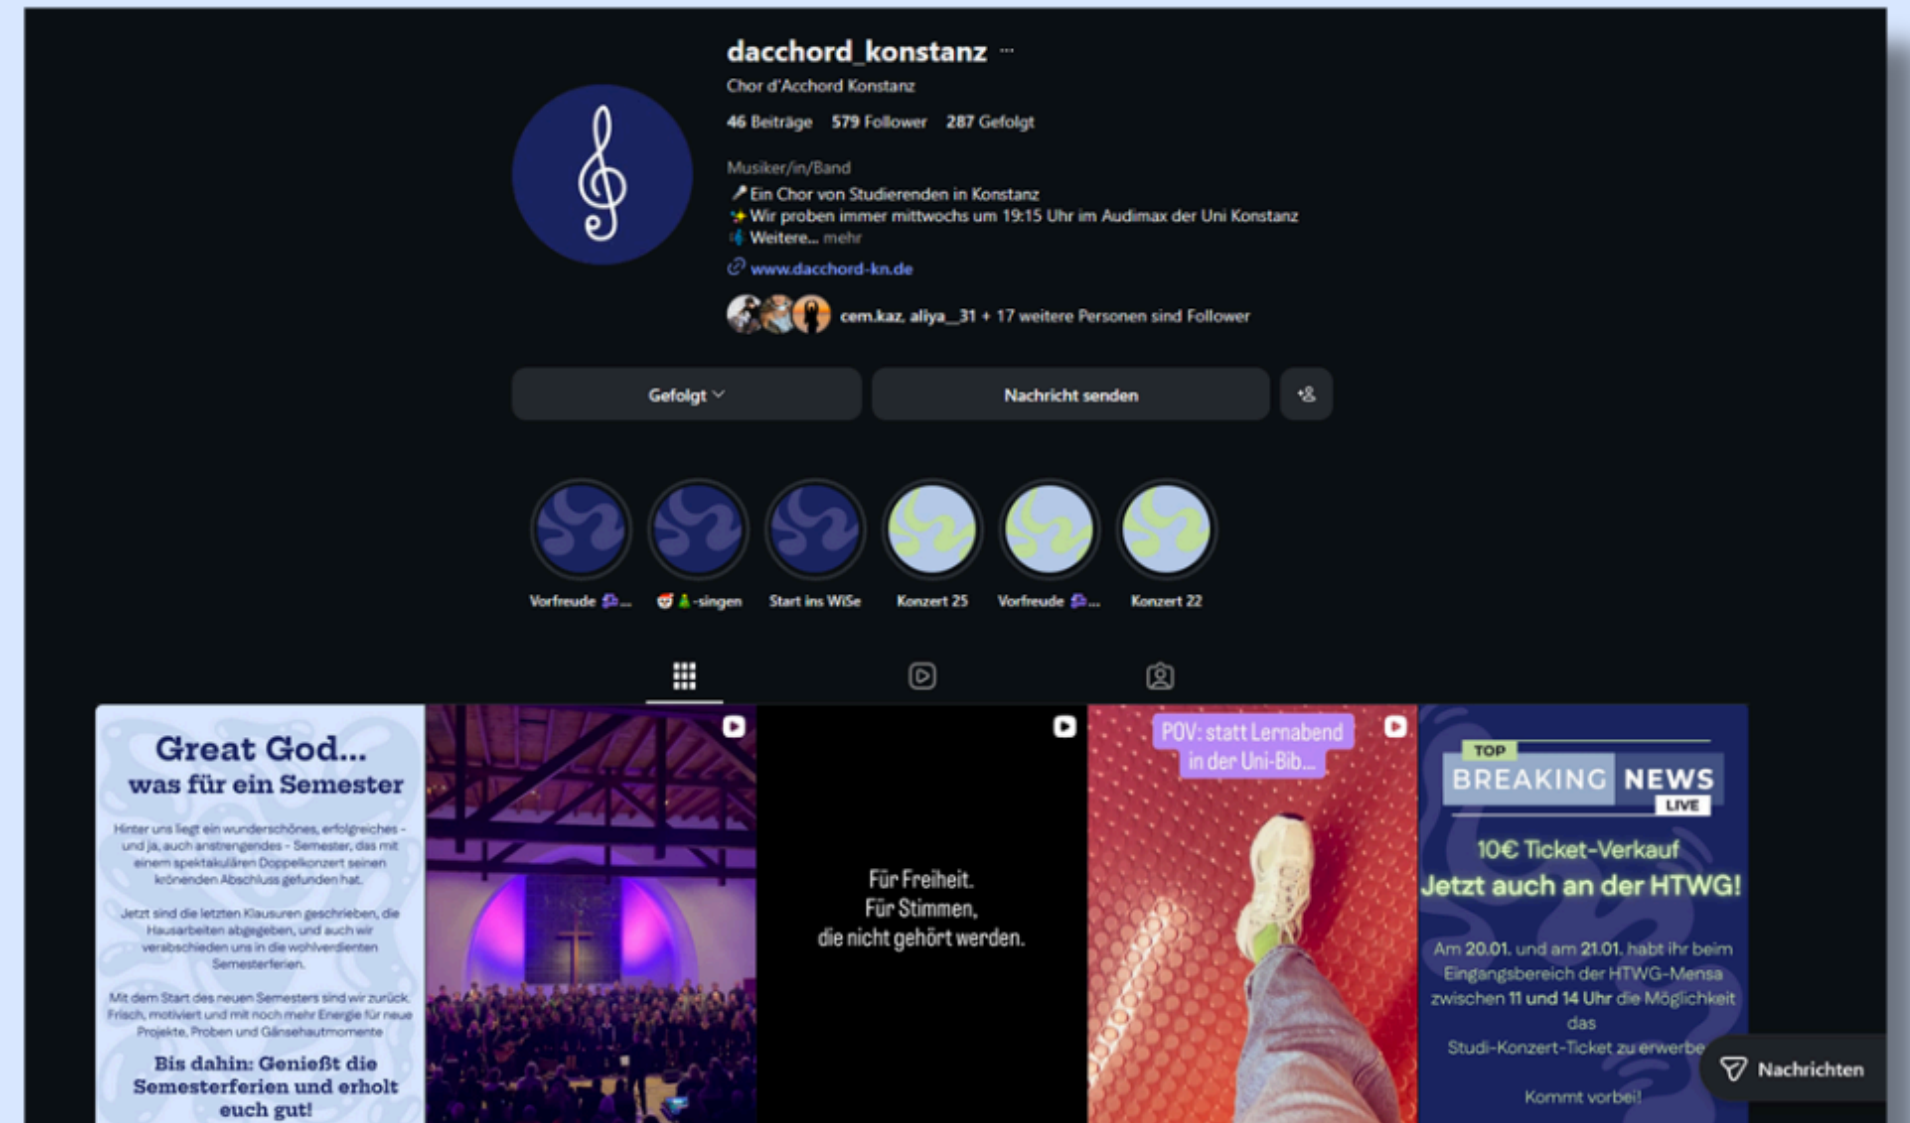 dacchord_konstanz ...
Chor d'Acchord Konstanz
46 Beiträge 579 Follower 287 Gefolgt
Musiker/in/Band
🎤Ein Chor von Studierenden in Konstanz
✨Wir proben immer mittwochs um 19:15 Uhr im Audimax der Uni Konstanz
Weitere... mehr
www.dacchord-kn.de
cem.kaz, aliya__31 + 17 weitere Personen sind Follower
Gefolgt
Nachricht senden
Vorfreude 🔮...
🎅🎄-singen
Start ins WiSe
Konzert 25
Vorfreude 🔮...
Konzert 22
Great God...
was für ein Semester
Hinter uns liegt ein wunderschönes, erfolgreiches -
und ja, auch anstrengendes - Semester, das mit
einem spektakulären Doppelkonzert seinen
krönenden Abschluss gefunden hat.
Jetzt sind die letzten Klausuren geschrieben, die
Hausarbeiten abgegeben, und auch wir
verabschieden uns in die wohlverdienten
Semesterferien.
Mit dem Start des neuen Semesters sind wir zurück.
Frisch, motiviert und mit noch mehr Energie für neue
Projekte, Proben und Gänsehautmomente
Bis dahin: Genießt die
Semesterferien und erholt
euch gut!
Für Freiheit.
Für Stimmen,
die nicht gehört werden.
POV: statt Lernabend
in der Uni-Bib...
TOP
BREAKING NEWS
LIVE
10€ Ticket-Verkauf
Jetzt auch an der HTWG!
Am 20.01. und am 21.01. habt ihr beim
Eingangsbereich der HTWG-Mensa
zwischen 11 und 14 Uhr die Möglichkeit
das
Studi-Konzert-Ticket zu erwerbe
Kommt vorbei!
Nachrichten